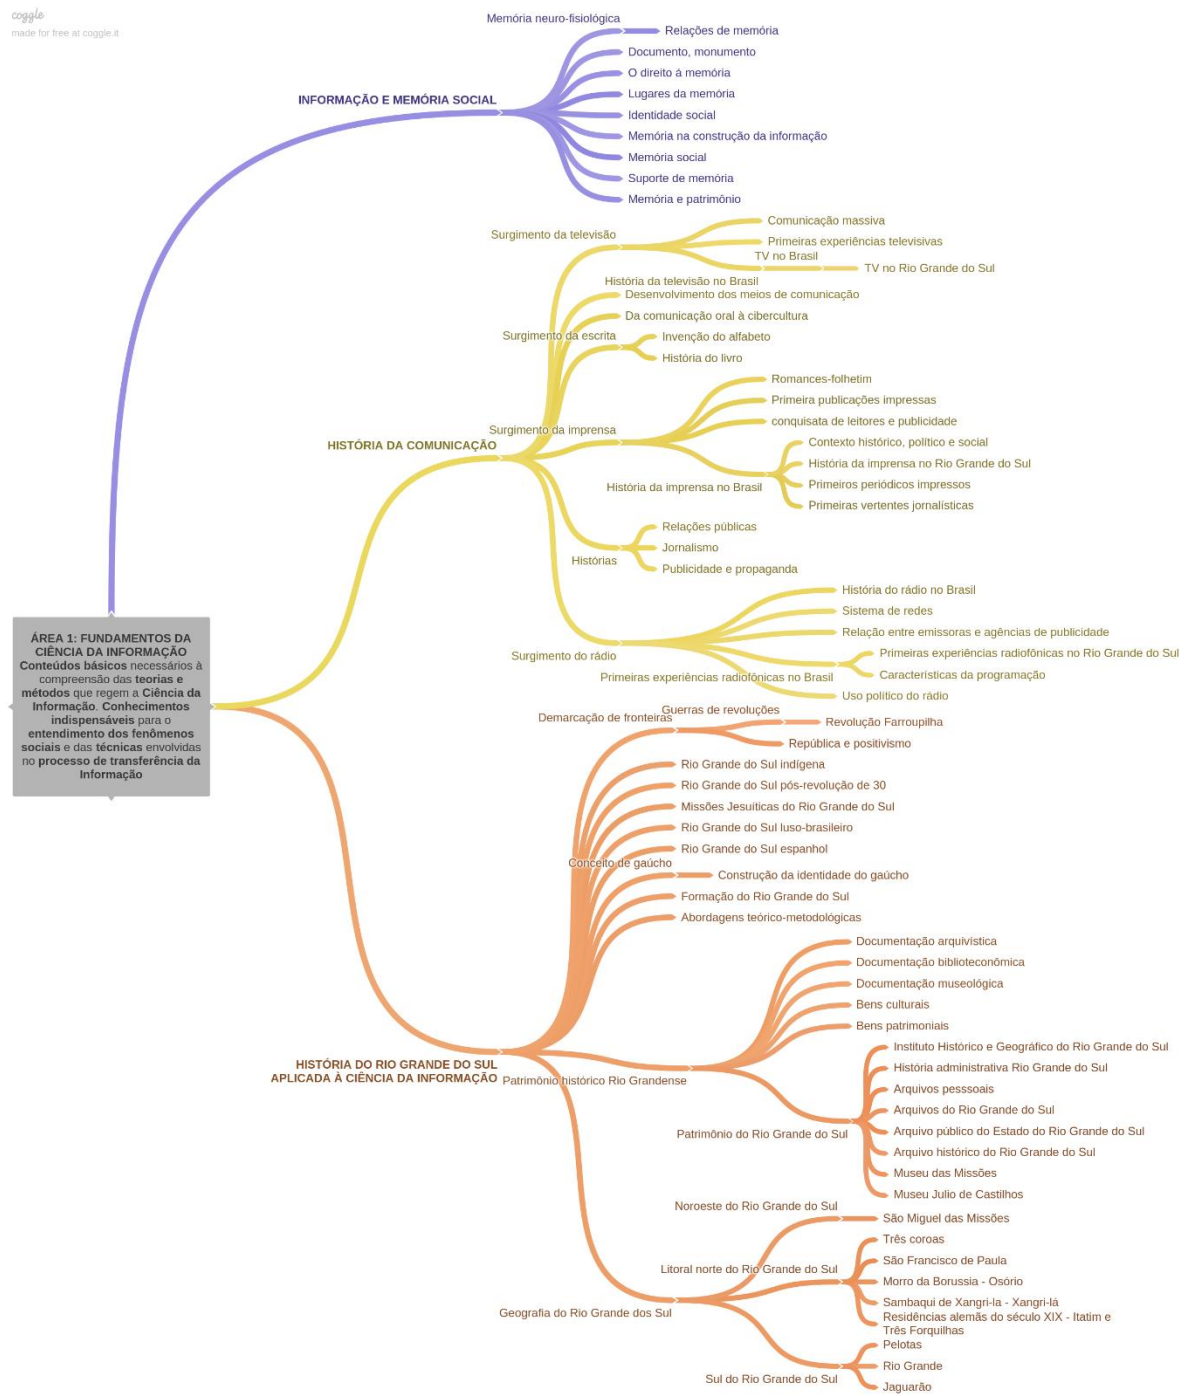 coggle
made for free at coggle.it
Memória neuro-fisiológica
Relações de memória
Documento, monumento
O direito á memória
Lugares da memória
INFORMAÇÃO E MEMÓRIA SOCIAL
Identidade social
Memória na construção da informação
Memória social
Suporte de memória
Memória e patrimônio
Surgimento da televisão
Comunicação massiva
Primeiras experiências televisivas
TV no Brasil
TV no Rio Grande do Sul
História da televisão no Brasil
Desenvolvimento dos meios de comunicação
Da comunicação oral à cibercultura
Surgimento da escrita
Invenção do alfabeto
História do livro
Romances-folhetim
Primeira publicações impressas
conquisata de leitores e publicidade
Surgimento da imprensa
HISTÓRIA DA COMUNICAÇÃO
Contexto histórico, político e social
História da imprensa no Rio Grande do Sul
História da imprensa no Brasil
Primeiros periódicos impressos
Primeiras vertentes jornalísticas
Relações públicas
Jornalismo
Histórias
Publicidade e propaganda
História do rádio no Brasil
Sistema de redes
Relação entre emissoras e agências de publicidade
Surgimento do rádio
Primeiras experiências radiofônicas no Rio Grande do Sul
Características da programação
Primeiras experiências radiofônicas no Brasil
Uso político do rádio
ÁREA 1: FUNDAMENTOS DA
CIÊNCIA DA INFORMAÇÃO
Conteúdos básicos necessários à
compreensão das teorias e
métodos que regem a Ciência da
Informação. Conhecimentos
indispensáveis para o
entendimento dos fenômenos
sociais e das técnicas envolvidas
no processo de transferência da
Informação
Guerras de revoluções
Demarcação de fronteiras
Revolução Farroupilha
República e positivismo
Rio Grande do Sul indígena
Rio Grande do Sul pós-revolução de 30
Missões Jesuíticas do Rio Grande do Sul
Rio Grande do Sul luso-brasileiro
Rio Grande do Sul espanhol
Conceito de gaúcho
Construção da identidade do gaúcho
Formação do Rio Grande do Sul
Abordagens teórico-metodológicas
Documentação arquivística
Documentação biblioteconômica
Documentação museológica
Bens culturais
Bens patrimoniais
HISTÓRIA DO RIO GRANDE DO SUL
APLICADA À CIÊNCIA DA INFORMAÇÃO
Patrimônio histórico Rio Grandense
Instituto Histórico e Geográfico do Rio Grande do Sul
História administrativa Rio Grande do Sul
Arquivos pesssoais
Arquivos do Rio Grande do Sul
Patrimônio do Rio Grande do Sul
Arquivo público do Estado do Rio Grande do Sul
Arquivo histórico do Rio Grande do Sul
Museu das Missões
Museu Julio de Castilhos
Noroeste do Rio Grande do Sul
São Miguel das Missões
Três coroas
São Francisco de Paula
Litoral norte do Rio Grande do Sul
Morro da Borussia - Osório
Sambaqui de Xangri-la - Xangri-lá
Residências alemãs do século XIX - Itatim e
Três Forquilhas
Geografia do Rio Grande dos Sul
Pelotas
Rio Grande
Sul do Rio Grande do Sul
Jaguarão